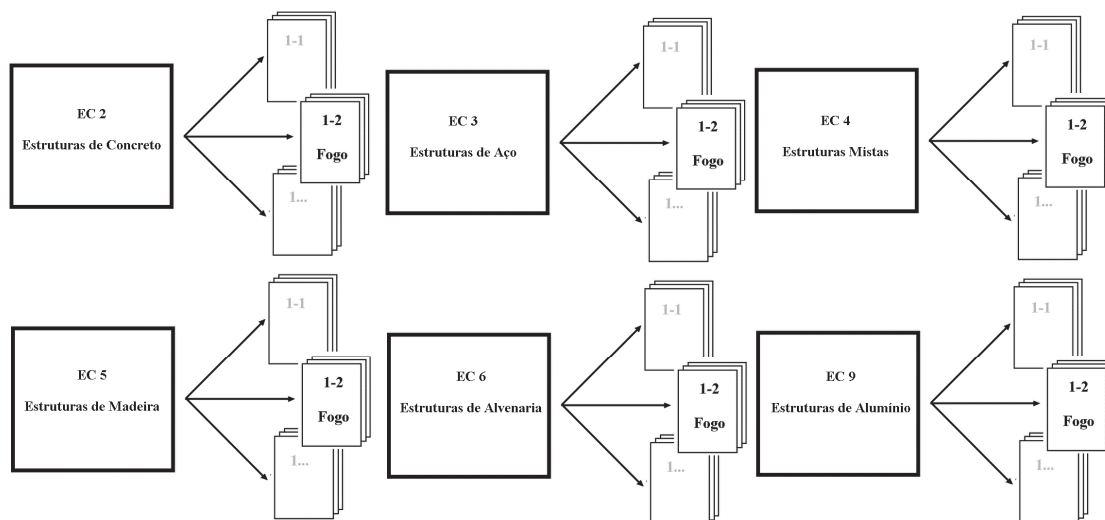 1-1
EC 2
Estruturas de Concreto
1-2
Fogo
1...
1-1
EC 3
Estruturas de Aço
1-2
Fogo
1...
1-1
EC 4
Estruturas Mistas
1-2
Fogo
1...
1-1
EC 5
Estruturas de Madeira
1-2
Fogo
1...
1-1
EC 6
Estruturas de Alvenaria
1-2
Fogo
1...
1-1
EC 9
Estruturas de Alumínio
1-2
Fogo
1...